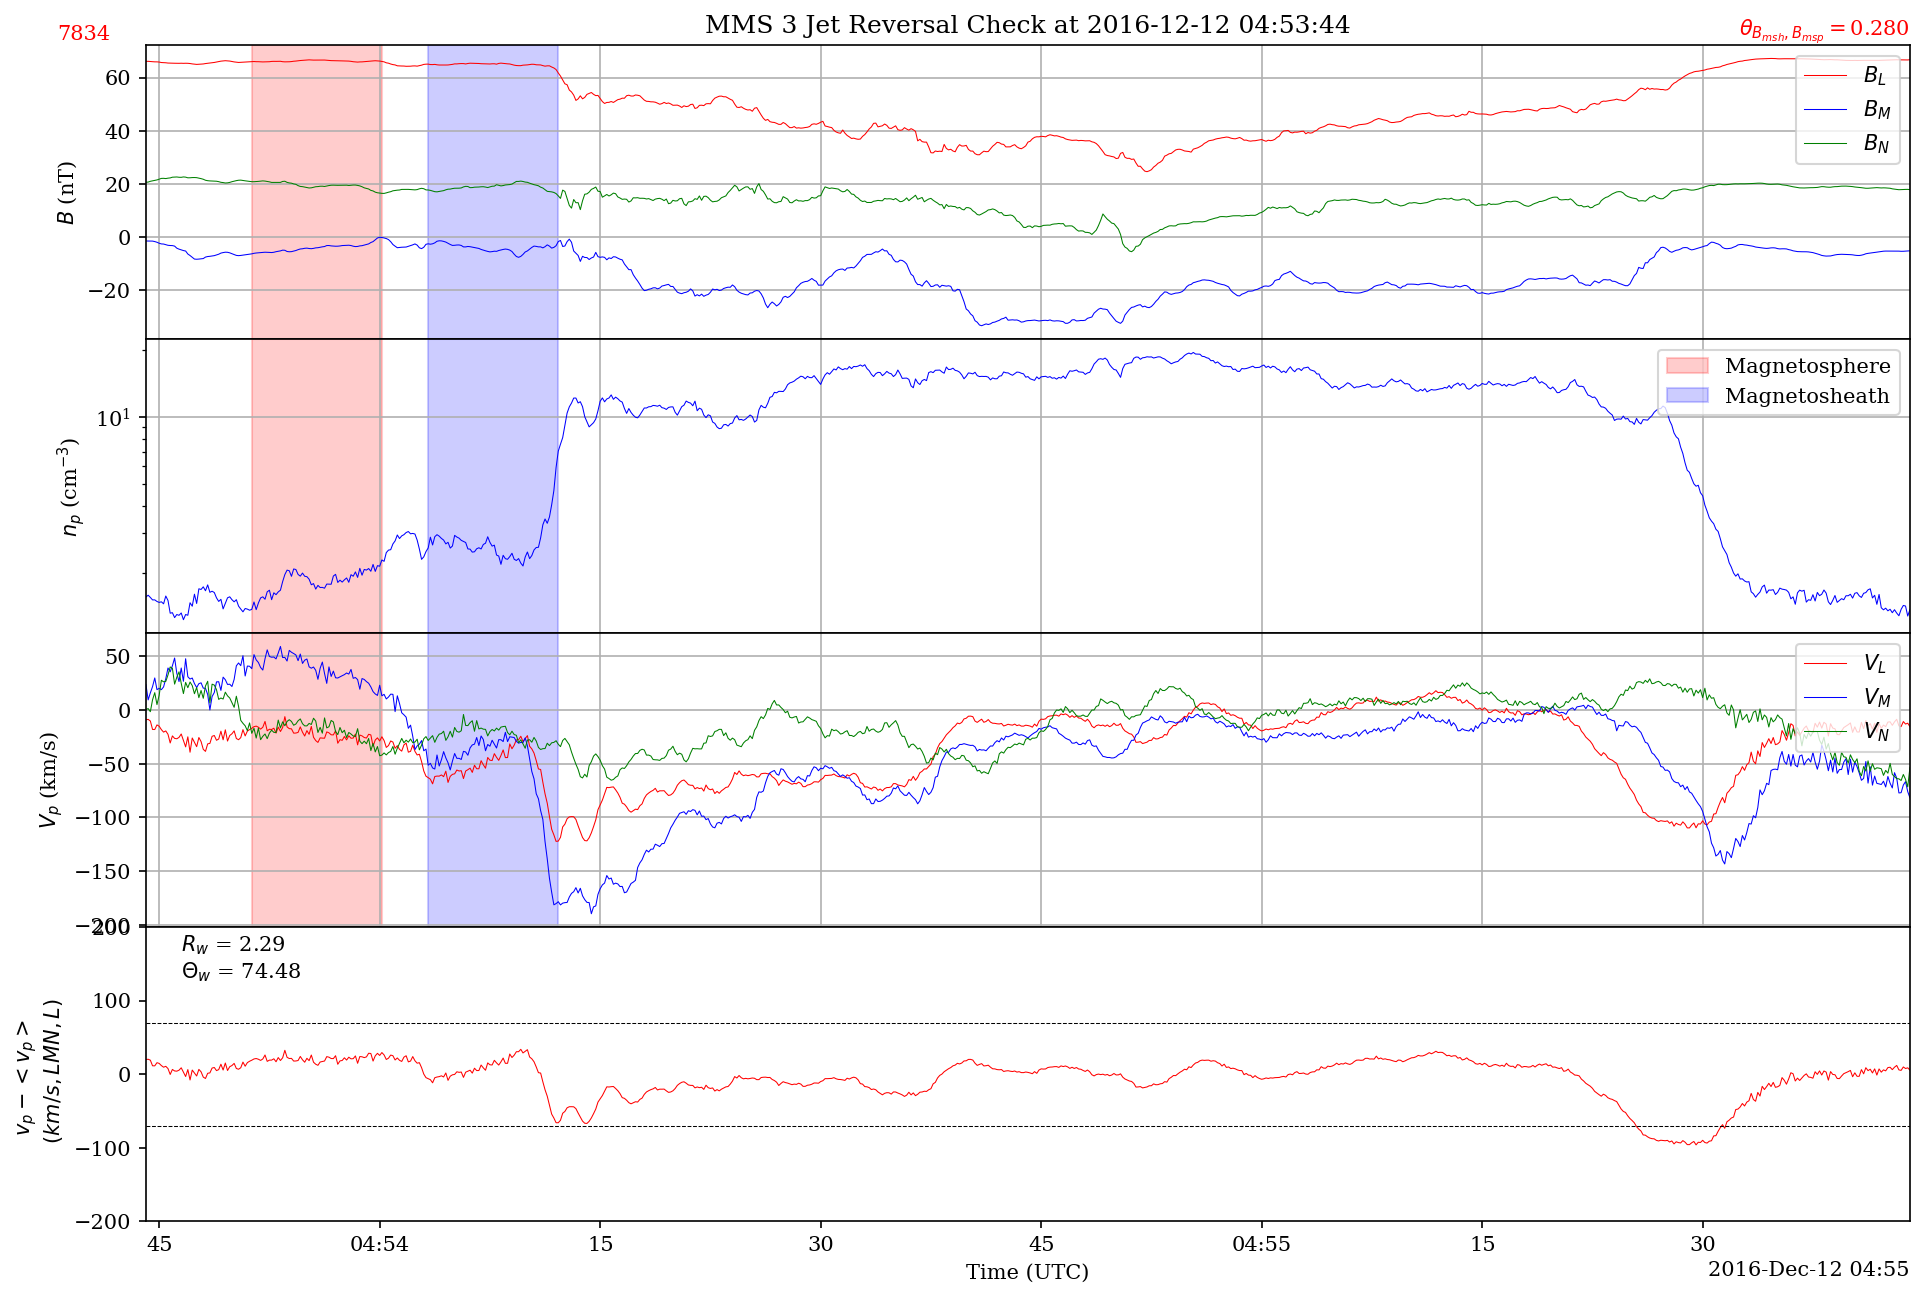 7834
MMS 3 Jet Reversal Check at 2016-12-12 04:53:44
θ_{B_{msh}, B_{msp}} = 0.280
60
40
20
0
−20
B (nT)
B_L
B_M
B_N
10^1
n_p (cm^{−3})
Magnetosphere
Magnetosheath
50
0
−50
−100
−150
−200
V_p (km/s)
V_L
V_M
V_N
200
100
0
−100
−200
v_p − < v_p >
(km/s, LMN, L)
R_w = 2.29
Θ_w = 74.48
45 04:54 15 30 45 04:55 15 30
Time (UTC)
2016-Dec-12 04:55